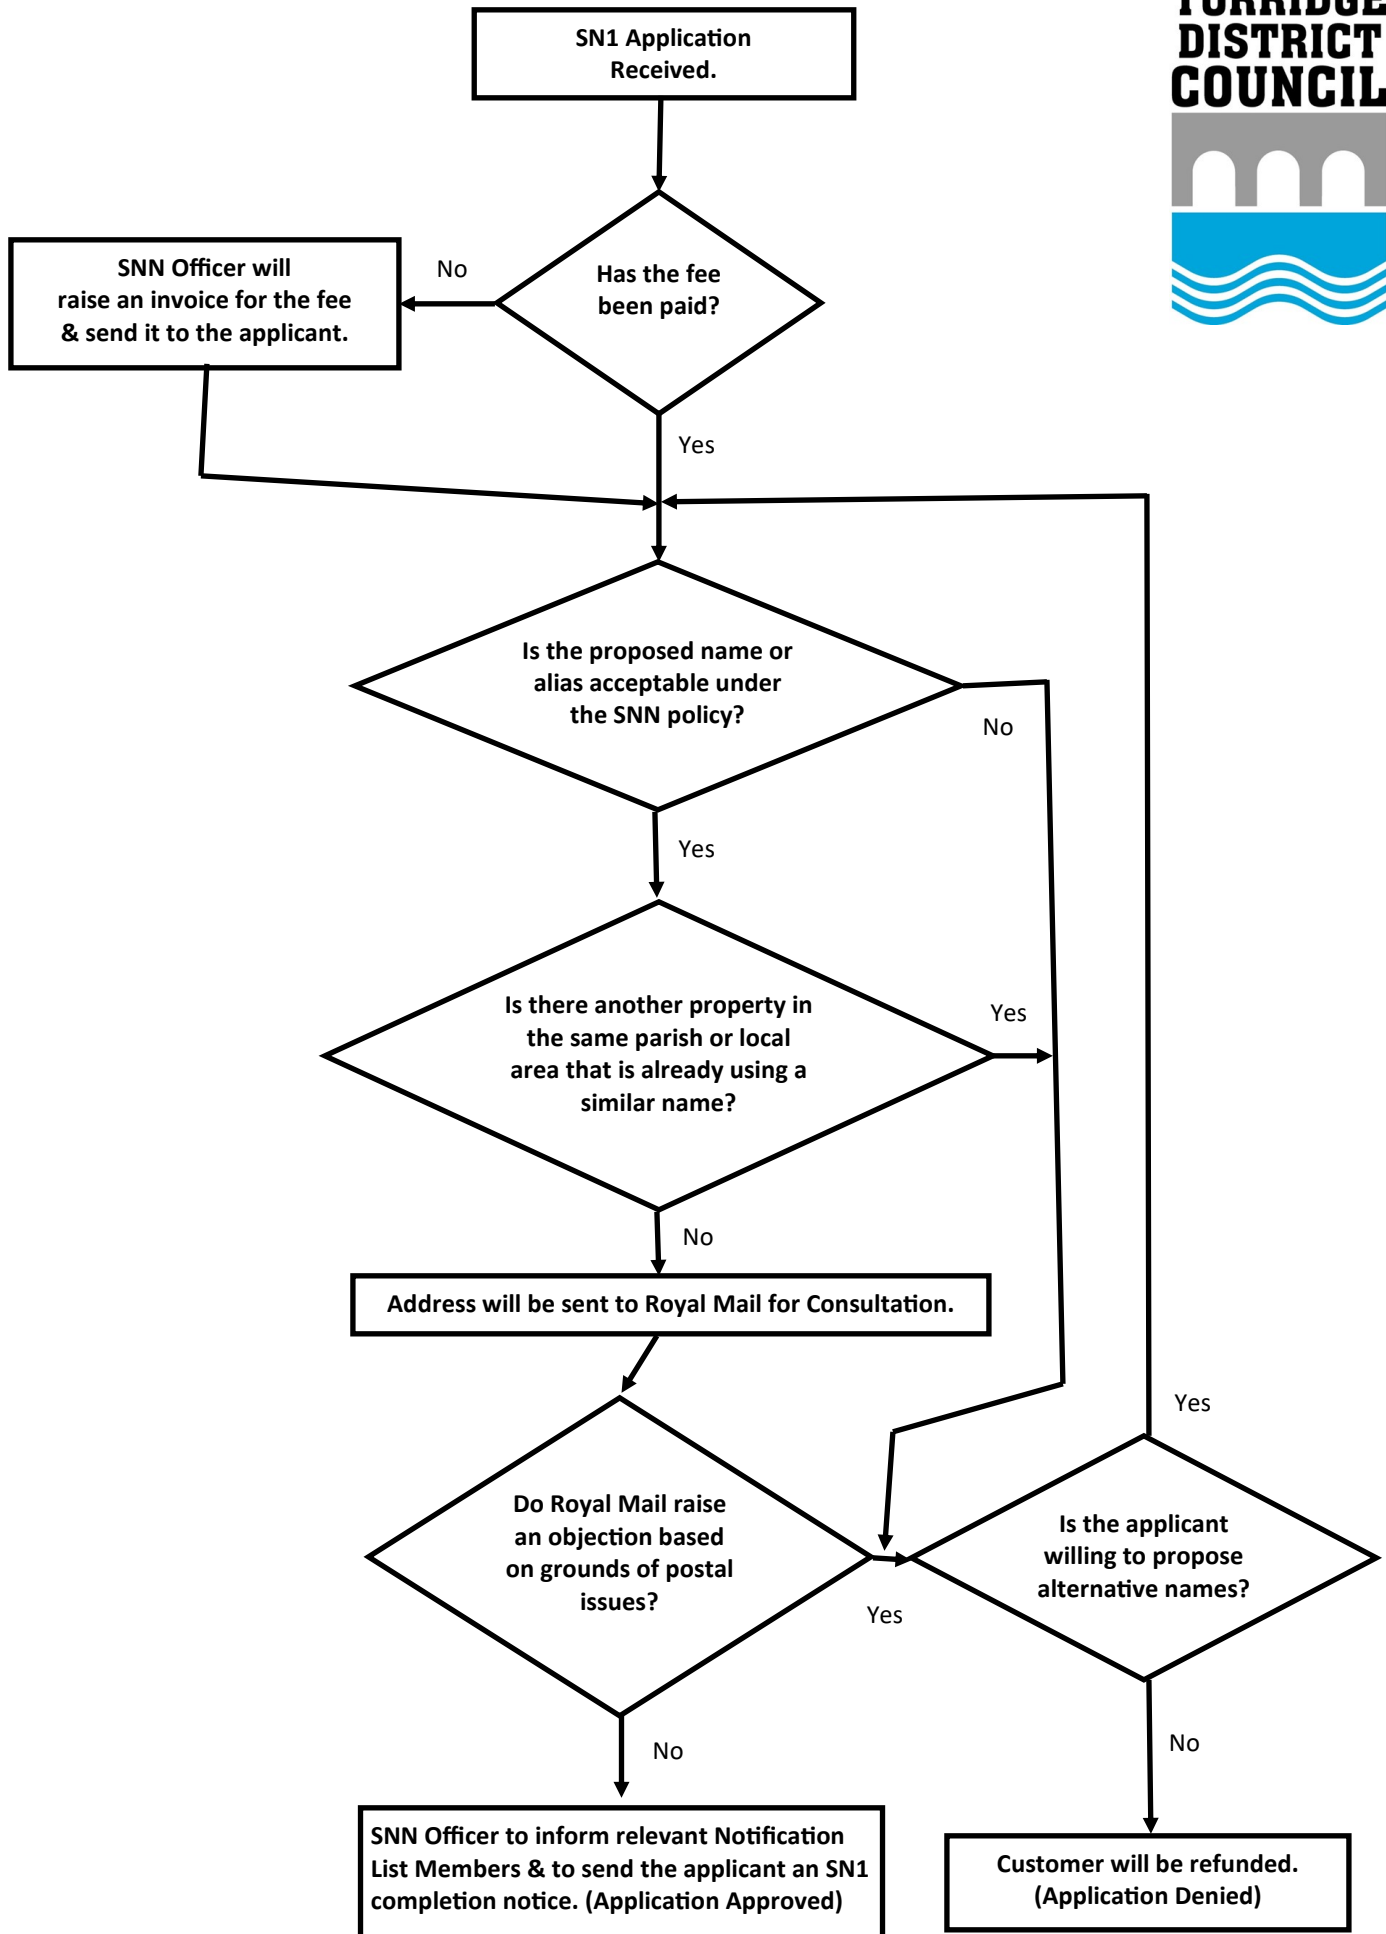 TORRIDGE
DISTRICT
COUNCIL
SN1 Application
Received.
Has the fee
been paid?
No
SNN Officer will
raise an invoice for the fee
& send it to the applicant.
Yes
Is the proposed name or
alias acceptable under
the SNN policy?
No
Yes
Is there another property in
the same parish or local
area that is already using a
similar name?
Yes
No
Address will be sent to Royal Mail for Consultation.
Do Royal Mail raise
an objection based
on grounds of postal
issues?
Yes
Is the applicant
willing to propose
alternative names?
Yes
No
No
SNN Officer to inform relevant Notification
List Members & to send the applicant an SN1
completion notice. (Application Approved)
Customer will be refunded.
(Application Denied)